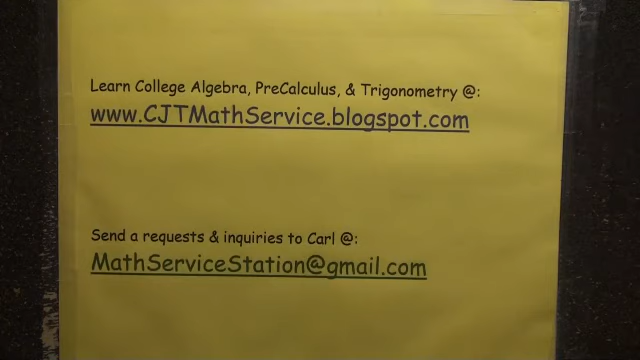 Learn College Algebra, PreCalculus, & Trigonometry @:
www.CJTMathService.blogspot.com
Send a requests & inquiries to Carl @:
MathServiceStation@gmail.com